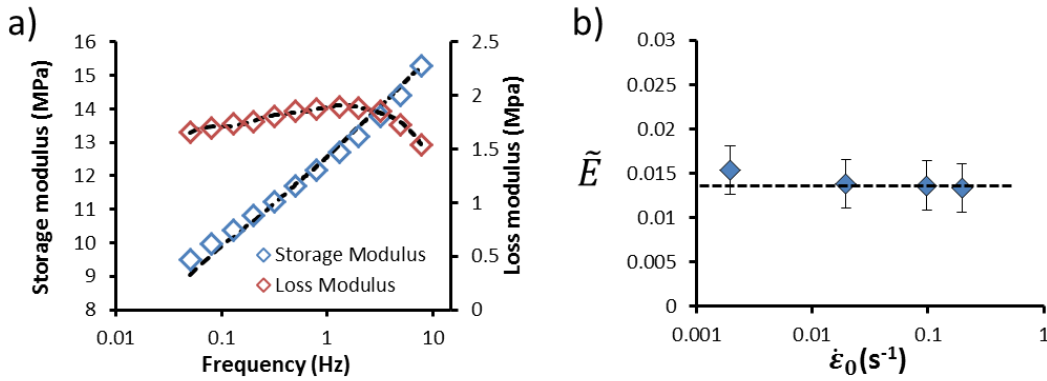 a)
16
15
14
13
12
11
10
9
8
Storage modulus (MPa)
2.5
2
1.5
1
0.5
0
Loss modulus (Mpa)
Storage Modulus
Loss Modulus
0.01 0.1 1 10
Frequency (Hz)
b)
0.03
0.025
0.02
0.015
0.01
0.005
0
Ẽ
0.001 0.01 0.1 1
ε̇₀(s⁻¹)